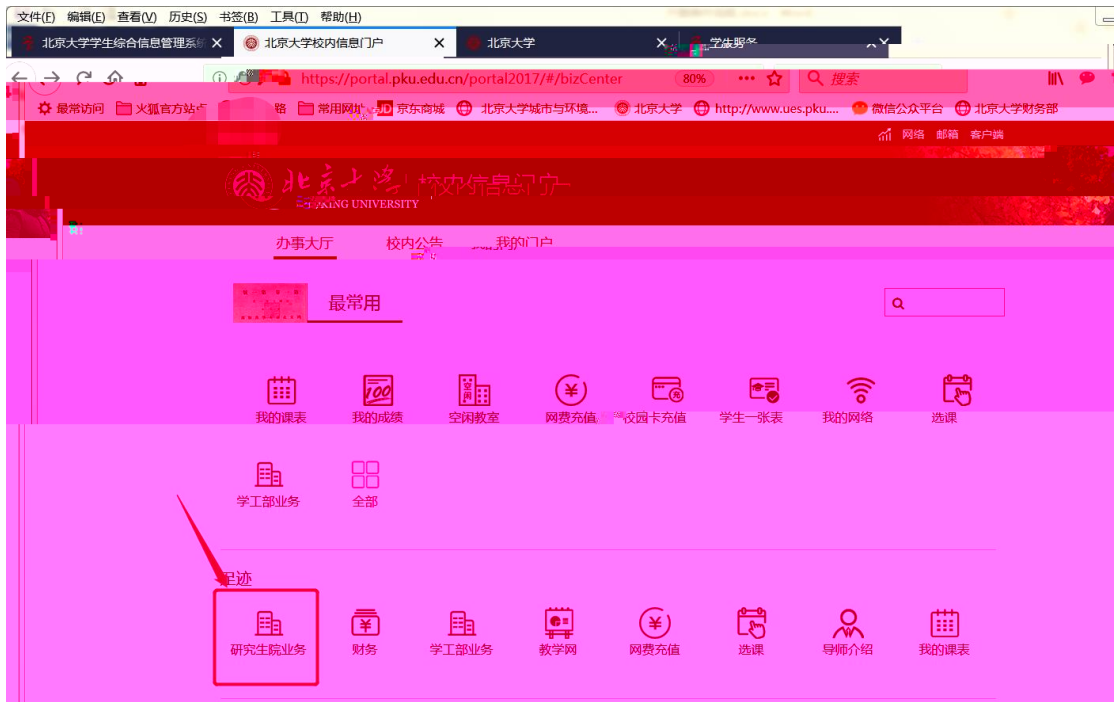 文件(F) 编辑(E) 查看(V) 历史(S) 书签(B) 工具(T) 帮助(H)
北京大学学生综合信息管理系统 × 北京大学校内信息门户 × 北京大学 ×
https://portal.pku.edu.cn/portal2017/#/bizCenter 80% 搜索
最常访问 火狐官方站点 常用网址 JD 京东商城 北京大学城市与环境... 北京大学 http://www.ues.pku.... 微信公众平台 北京大学财务部
网络 邮箱 客户端
北京大学 校内信息门户
PEKING UNIVERSITY
办事大厅 校内公告 我的门户
最常用
我的课表 我的成绩 空闲教室 网费充值 校园卡充值 学生一张表 我的网络 选课
学工部业务 全部
足迹
研究生院业务 财务 学工部业务 教学网 网费充值 选课 导师介绍 我的课表